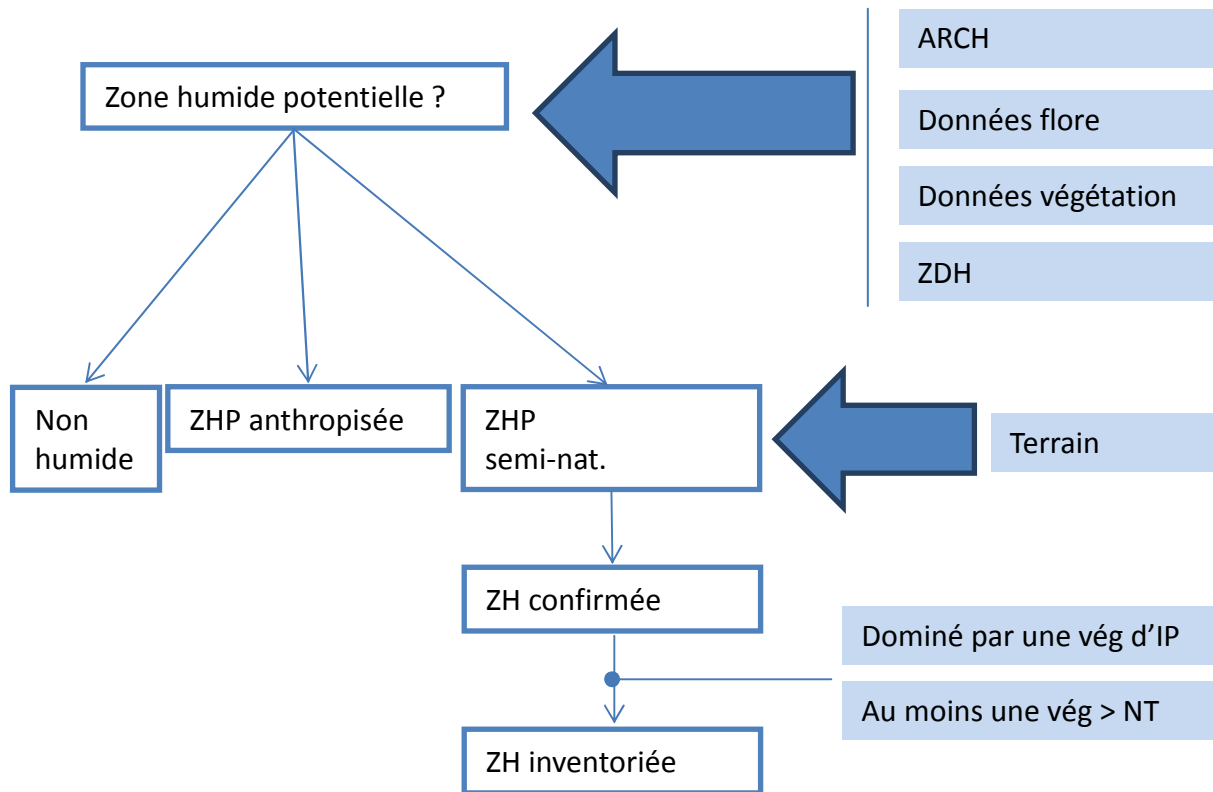 ARCH
Zone humide potentielle ?
Données flore
Données végétation
ZDH
Non
humide
ZHP anthropisée
ZHP
semi-nat.
Terrain
ZH confirmée
Dominé par une vég d’IP
Au moins une vég > NT
ZH inventoriée